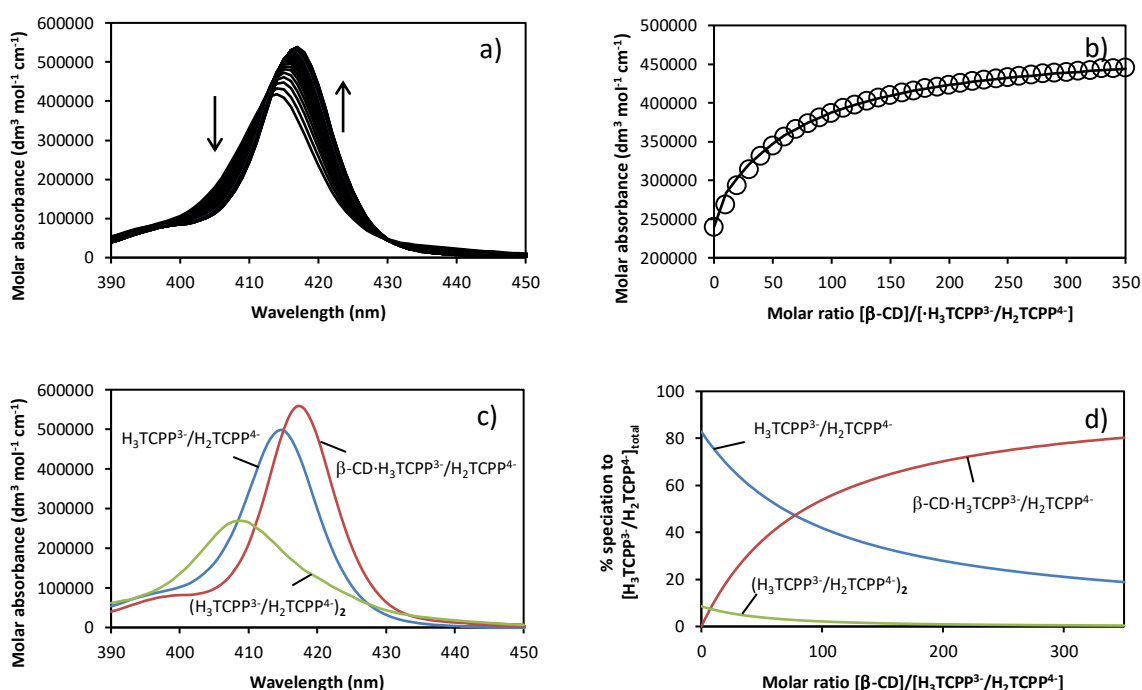 a)
600000
500000
400000
300000
200000
100000
0
390 400 410 420 430 440 450
Molar absorbance (dm³ mol⁻¹ cm⁻¹)
Wavelength (nm)
b)
450000
400000
350000
300000
250000
200000
0 50 100 150 200 250 300 350
Molar absorbance (dm³ mol⁻¹ cm⁻¹)
Molar ratio [β-CD]/[·H₃TCPP³⁻/H₂TCPP⁴⁻]
c)
600000
500000
400000
300000
200000
100000
0
390 400 410 420 430 440 450
Molar absorbance (dm³ mol⁻¹ cm⁻¹)
Wavelength (nm)
H₃TCPP³⁻/H₂TCPP⁴⁻
β-CD·H₃TCPP³⁻/H₂TCPP⁴⁻
(H₃TCPP³⁻/H₂TCPP⁴⁻)₂
d)
100
80
60
40
20
0
0 100 200 300
% speciation to
[H₃TCPP³⁻/H₂TCPP⁴⁻]total
Molar ratio [β-CD]/[H₃TCPP³⁻/H₂TCPP⁴⁻]
H₃TCPP³⁻/H₂TCPP⁴⁻
β-CD·H₃TCPP³⁻/H₂TCPP⁴⁻
(H₃TCPP³⁻/H₂TCPP⁴⁻)₂